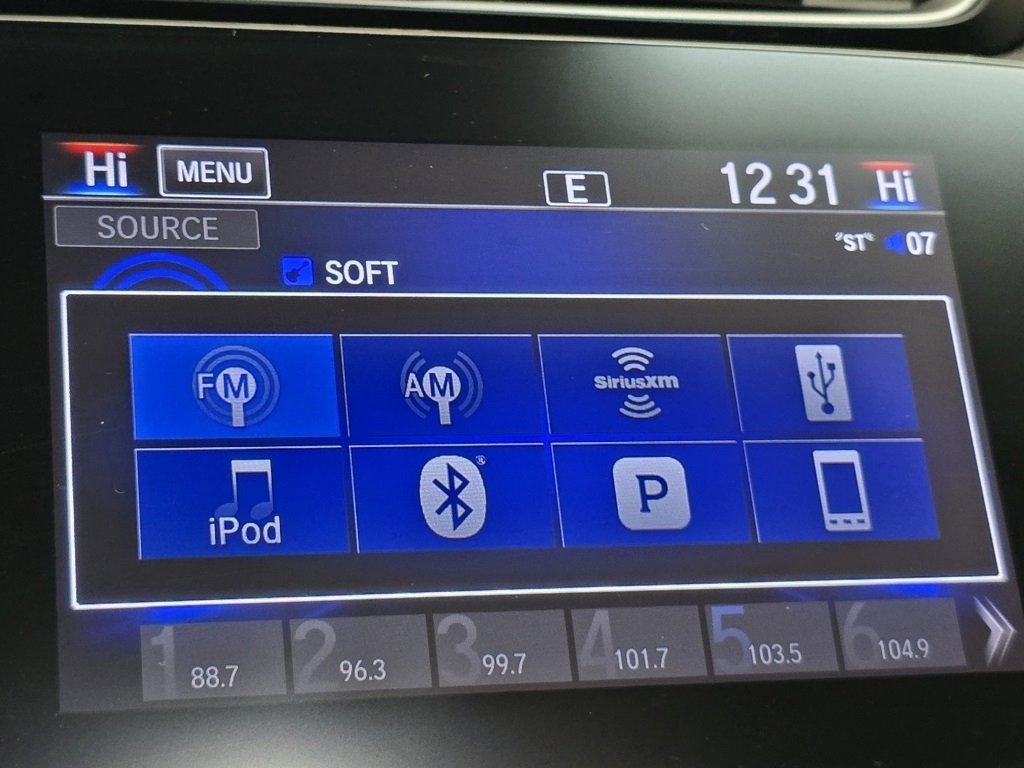 Hi MENU E 12 31 Hi
SOURCE
"ST" 07
SOFT
FM AM SiriusXM
iPod ® P
1 2 3 4 5 6
88.7 96.3 99.7 101.7 103.5 104.9